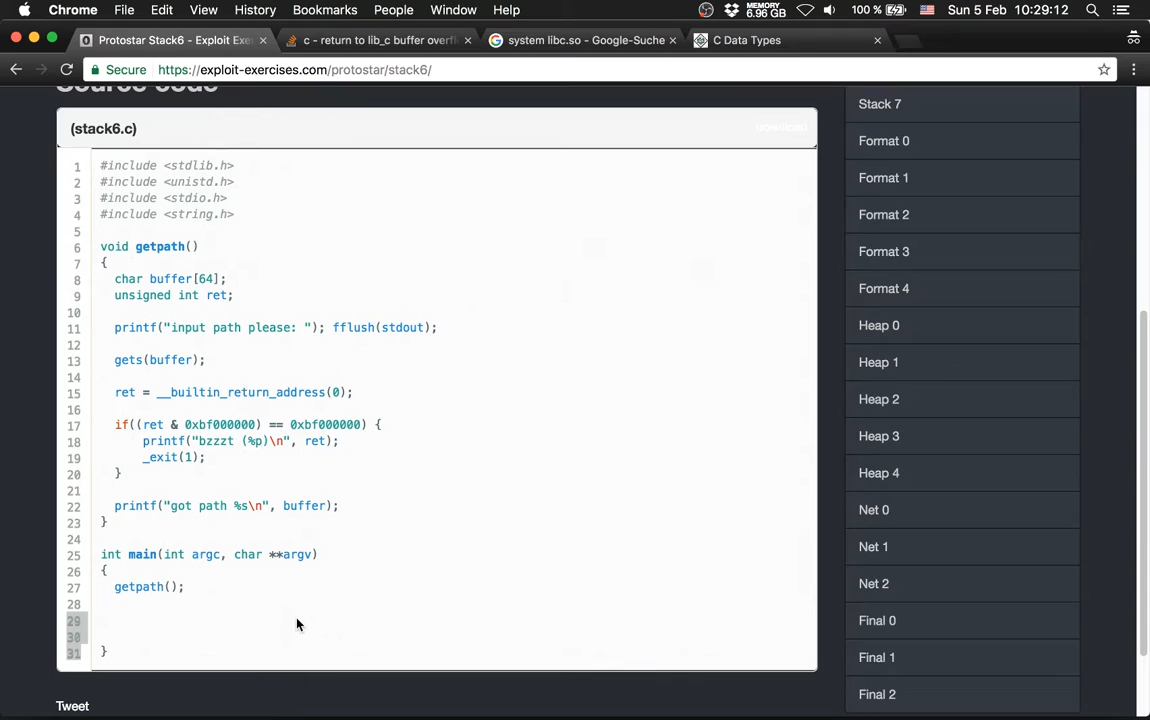 Chrome File Edit View History Bookmarks People Window Help MEMORY 6.96 GB 100 % Sun 5 Feb 10:29:12
Protostar Stack6 - Exploit Exe × c - return to lib_c buffer overfl × system libc.so - Google-Suche × C Data Types ×
Secure https://exploit-exercises.com/protostar/stack6/
Source code
(stack6.c)
1 #include <stdlib.h>
2 #include <unistd.h>
3 #include <stdio.h>
4 #include <string.h>
5
6 void getpath()
7 {
8 char buffer[64];
9 unsigned int ret;
10
11 printf("input path please: "); fflush(stdout);
12
13 gets(buffer);
14
15 ret = __builtin_return_address(0);
16
17 if((ret & 0xbf000000) == 0xbf000000) {
18 printf("bzzzt (%p)\n", ret);
19 _exit(1);
20 }
21
22 printf("got path %s\n", buffer);
23 }
24
25 int main(int argc, char **argv)
26 {
27 getpath();
28
29
30
31 }
Tweet
Stack 7
Format 0
Format 1
Format 2
Format 3
Format 4
Heap 0
Heap 1
Heap 2
Heap 3
Heap 4
Net 0
Net 1
Net 2
Final 0
Final 1
Final 2